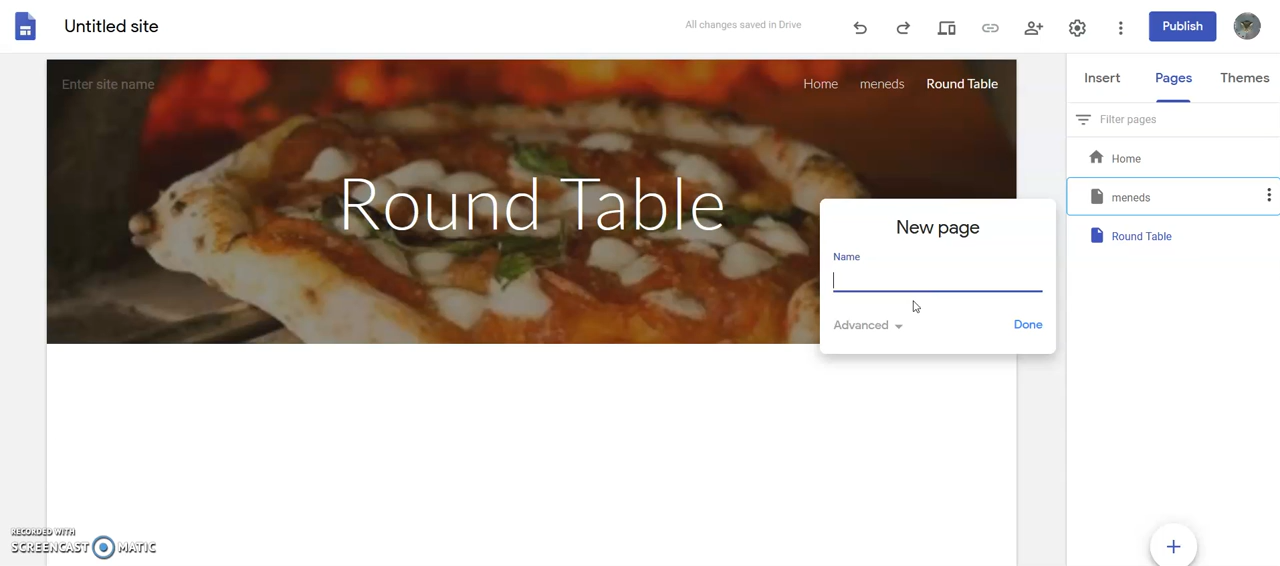 Untitled site
All changes saved in Drive
Publish
Enter site name
Home meneds Round Table
Insert Pages Themes
Filter pages
Home
meneds
Round Table
Round Table
New page
Name
Advanced
Done
RECORDED WITH
SCREENCAST MATIC